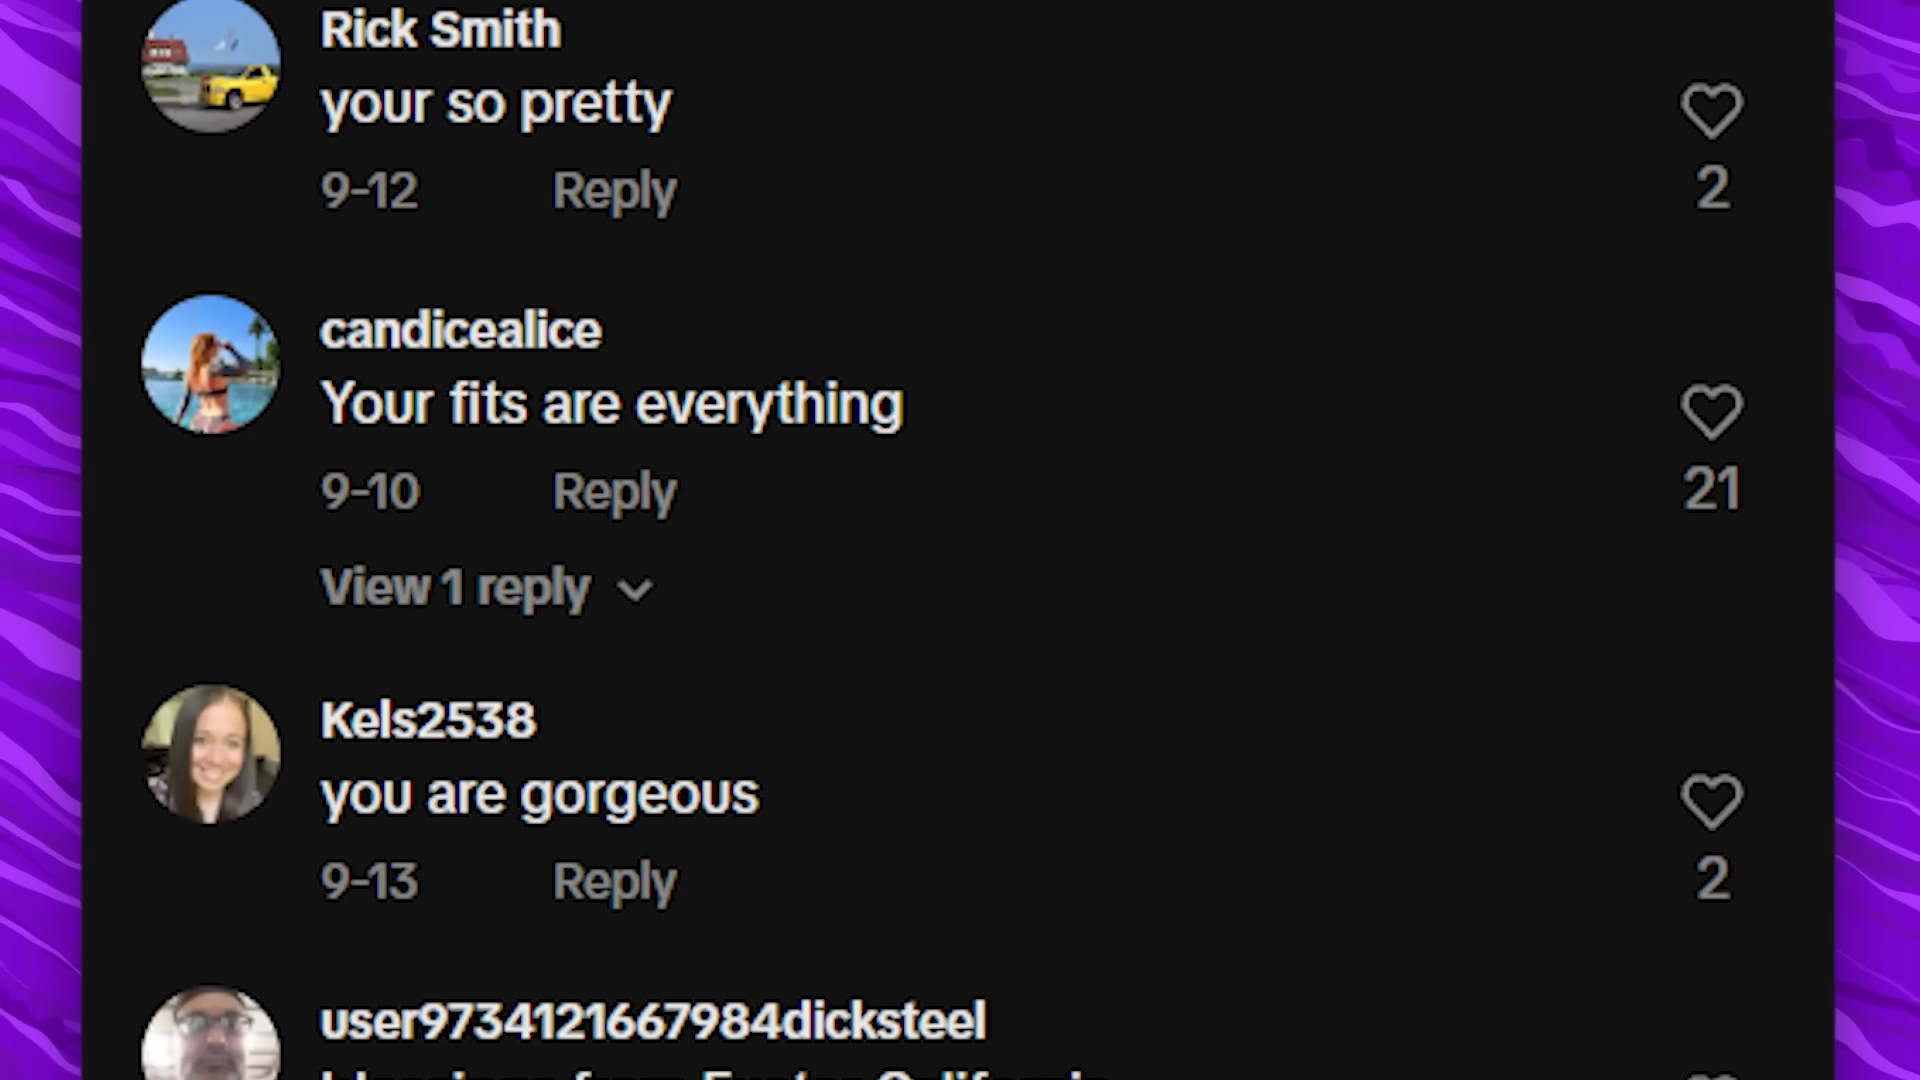 Rick Smith
your so pretty
9-12 Reply
2
candicealice
Your fits are everything
9-10 Reply
21
View 1 reply
Kels2538
you are gorgeous
9-13 Reply
2
user9734121667984dicksteel